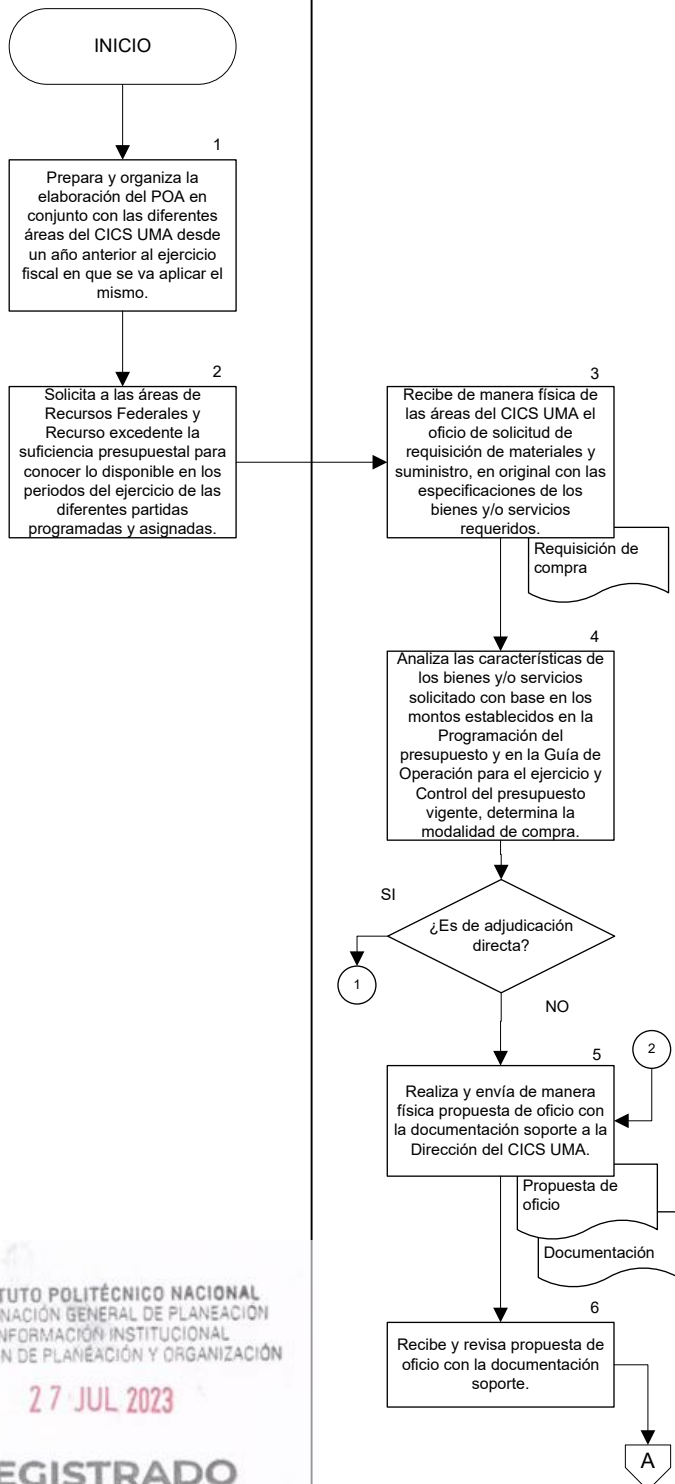 INICIO
1
Prepara y organiza la
elaboración del POA en
conjunto con las diferentes
áreas del CICS UMA desde
un año anterior al ejercicio
fiscal en que se va aplicar el
mismo.
2
Solicita a las áreas de
Recursos Federales y
Recurso excedente la
suficiencia presupuestal para
conocer lo disponible en los
periodos del ejercicio de las
diferentes partidas
programadas y asignadas.
3
Recibe de manera física de
las áreas del CICS UMA el
oficio de solicitud de
requisición de materiales y
suministro, en original con las
especificaciones de los
bienes y/o servicios
requeridos.
Requisición de
compra
4
Analiza las características de
los bienes y/o servicios
solicitado con base en los
montos establecidos en la
Programación del
presupuesto y en la Guía de
Operación para el ejercicio y
Control del presupuesto
vigente, determina la
modalidad de compra.
SI
¿Es de adjudicación
directa?
1
NO
2
5
Realiza y envía de manera
física propuesta de oficio con
la documentación soporte a la
Dirección del CICS UMA.
Propuesta de
oficio
Documentación
6
Recibe y revisa propuesta de
oficio con la documentación
soporte.
A
TUTO POLITÉCNICO NACIONAL
NACIÓN GENERAL DE PLANEACIÓN
NFORMACIÓN INSTITUCIONAL
N DE PLANEACIÓN Y ORGANIZACIÓN
27 JUL 2023
EGISTRADO